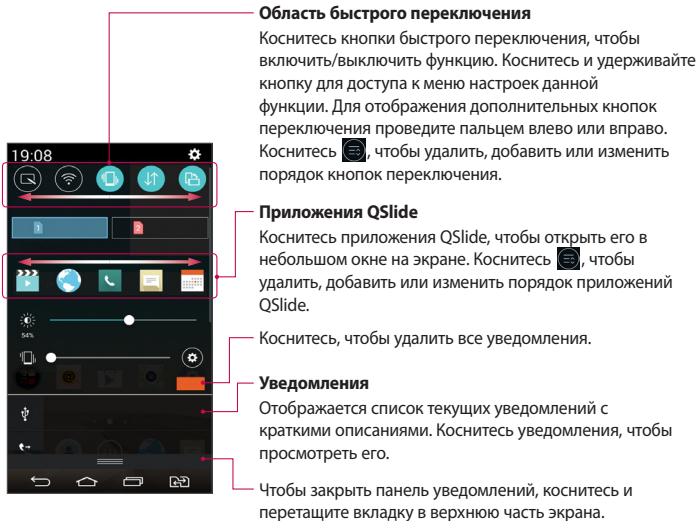 Область быстрого переключения
Коснитесь кнопки быстрого переключения, чтобы
включить/выключить функцию. Коснитесь и удерживайте
кнопку для доступа к меню настроек данной
функции. Для отображения дополнительных кнопок
переключения проведите пальцем влево или вправо.
Коснитесь , чтобы удалить, добавить или изменить
порядок кнопок переключения.
Приложения QSlide
Коснитесь приложения QSlide, чтобы открыть его в
небольшом окне на экране. Коснитесь , чтобы
удалить, добавить или изменить порядок приложений
QSlide.
Коснитесь, чтобы удалить все уведомления.
Уведомления
Отображается список текущих уведомлений с
краткими описаниями. Коснитесь уведомления, чтобы
просмотреть его.
Чтобы закрыть панель уведомлений, коснитесь и
перетащите вкладку в верхнюю часть экрана.
19:08
1
2
54%